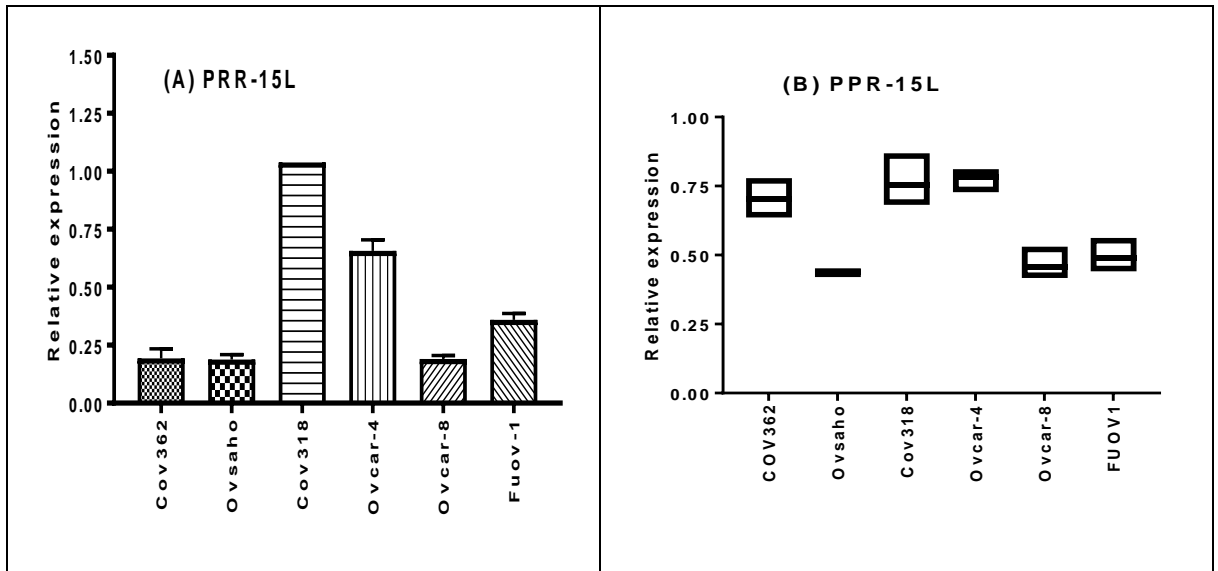 (A) PRR-15L
Relative expression
1.50
1.25
1.00
0.75
0.50
0.25
0.00
Cov362
Ovsaho
Cov318
Ovcar-4
Ovcar-8
Fuov-1
(B) PPR-15L
Relative expression
1.00
0.75
0.50
0.25
0.00
COV362
Ovsaho
Cov318
Ovcar-4
Ovcar-8
FUOV1